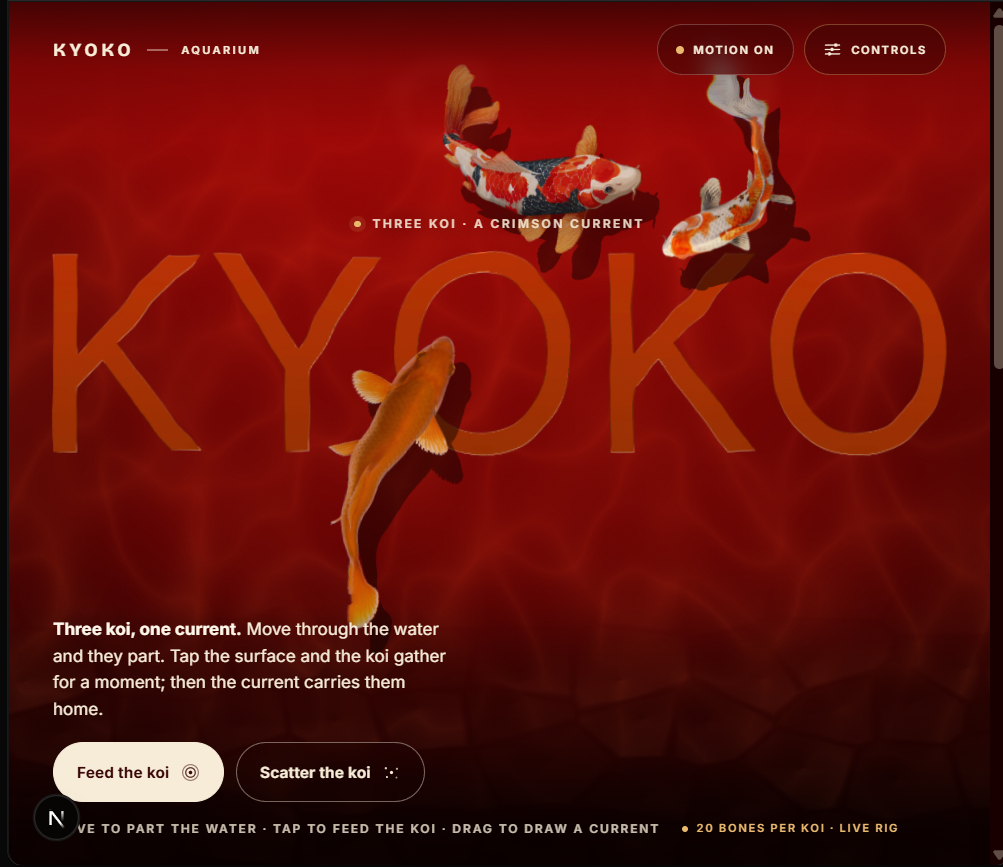 KYOKO — AQUARIUM
MOTION ON
CONTROLS
THREE KOI · A CRIMSON CURRENT
KYOKO
Three koi, one current. Move through the water
and they part. Tap the surface and the koi gather
for a moment; then the current carries them
home.
Feed the koi
Scatter the koi
N
VE TO PART THE WATER · TAP TO FEED THE KOI · DRAG TO DRAW A CURRENT
20 BONES PER KOI · LIVE RIG